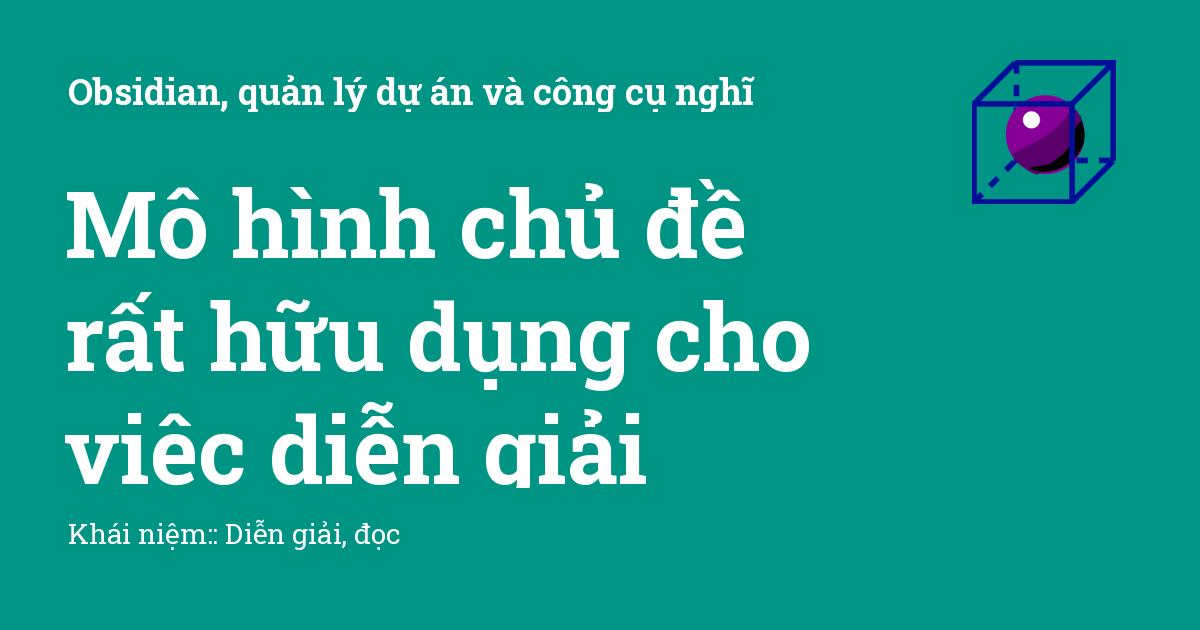 Obsidian, quản lý dự án và công cụ nghĩ
Mô hình chủ đề
rất hữu dụng cho
việc diễn giải
Khái niệm:: Diễn giải, đọc